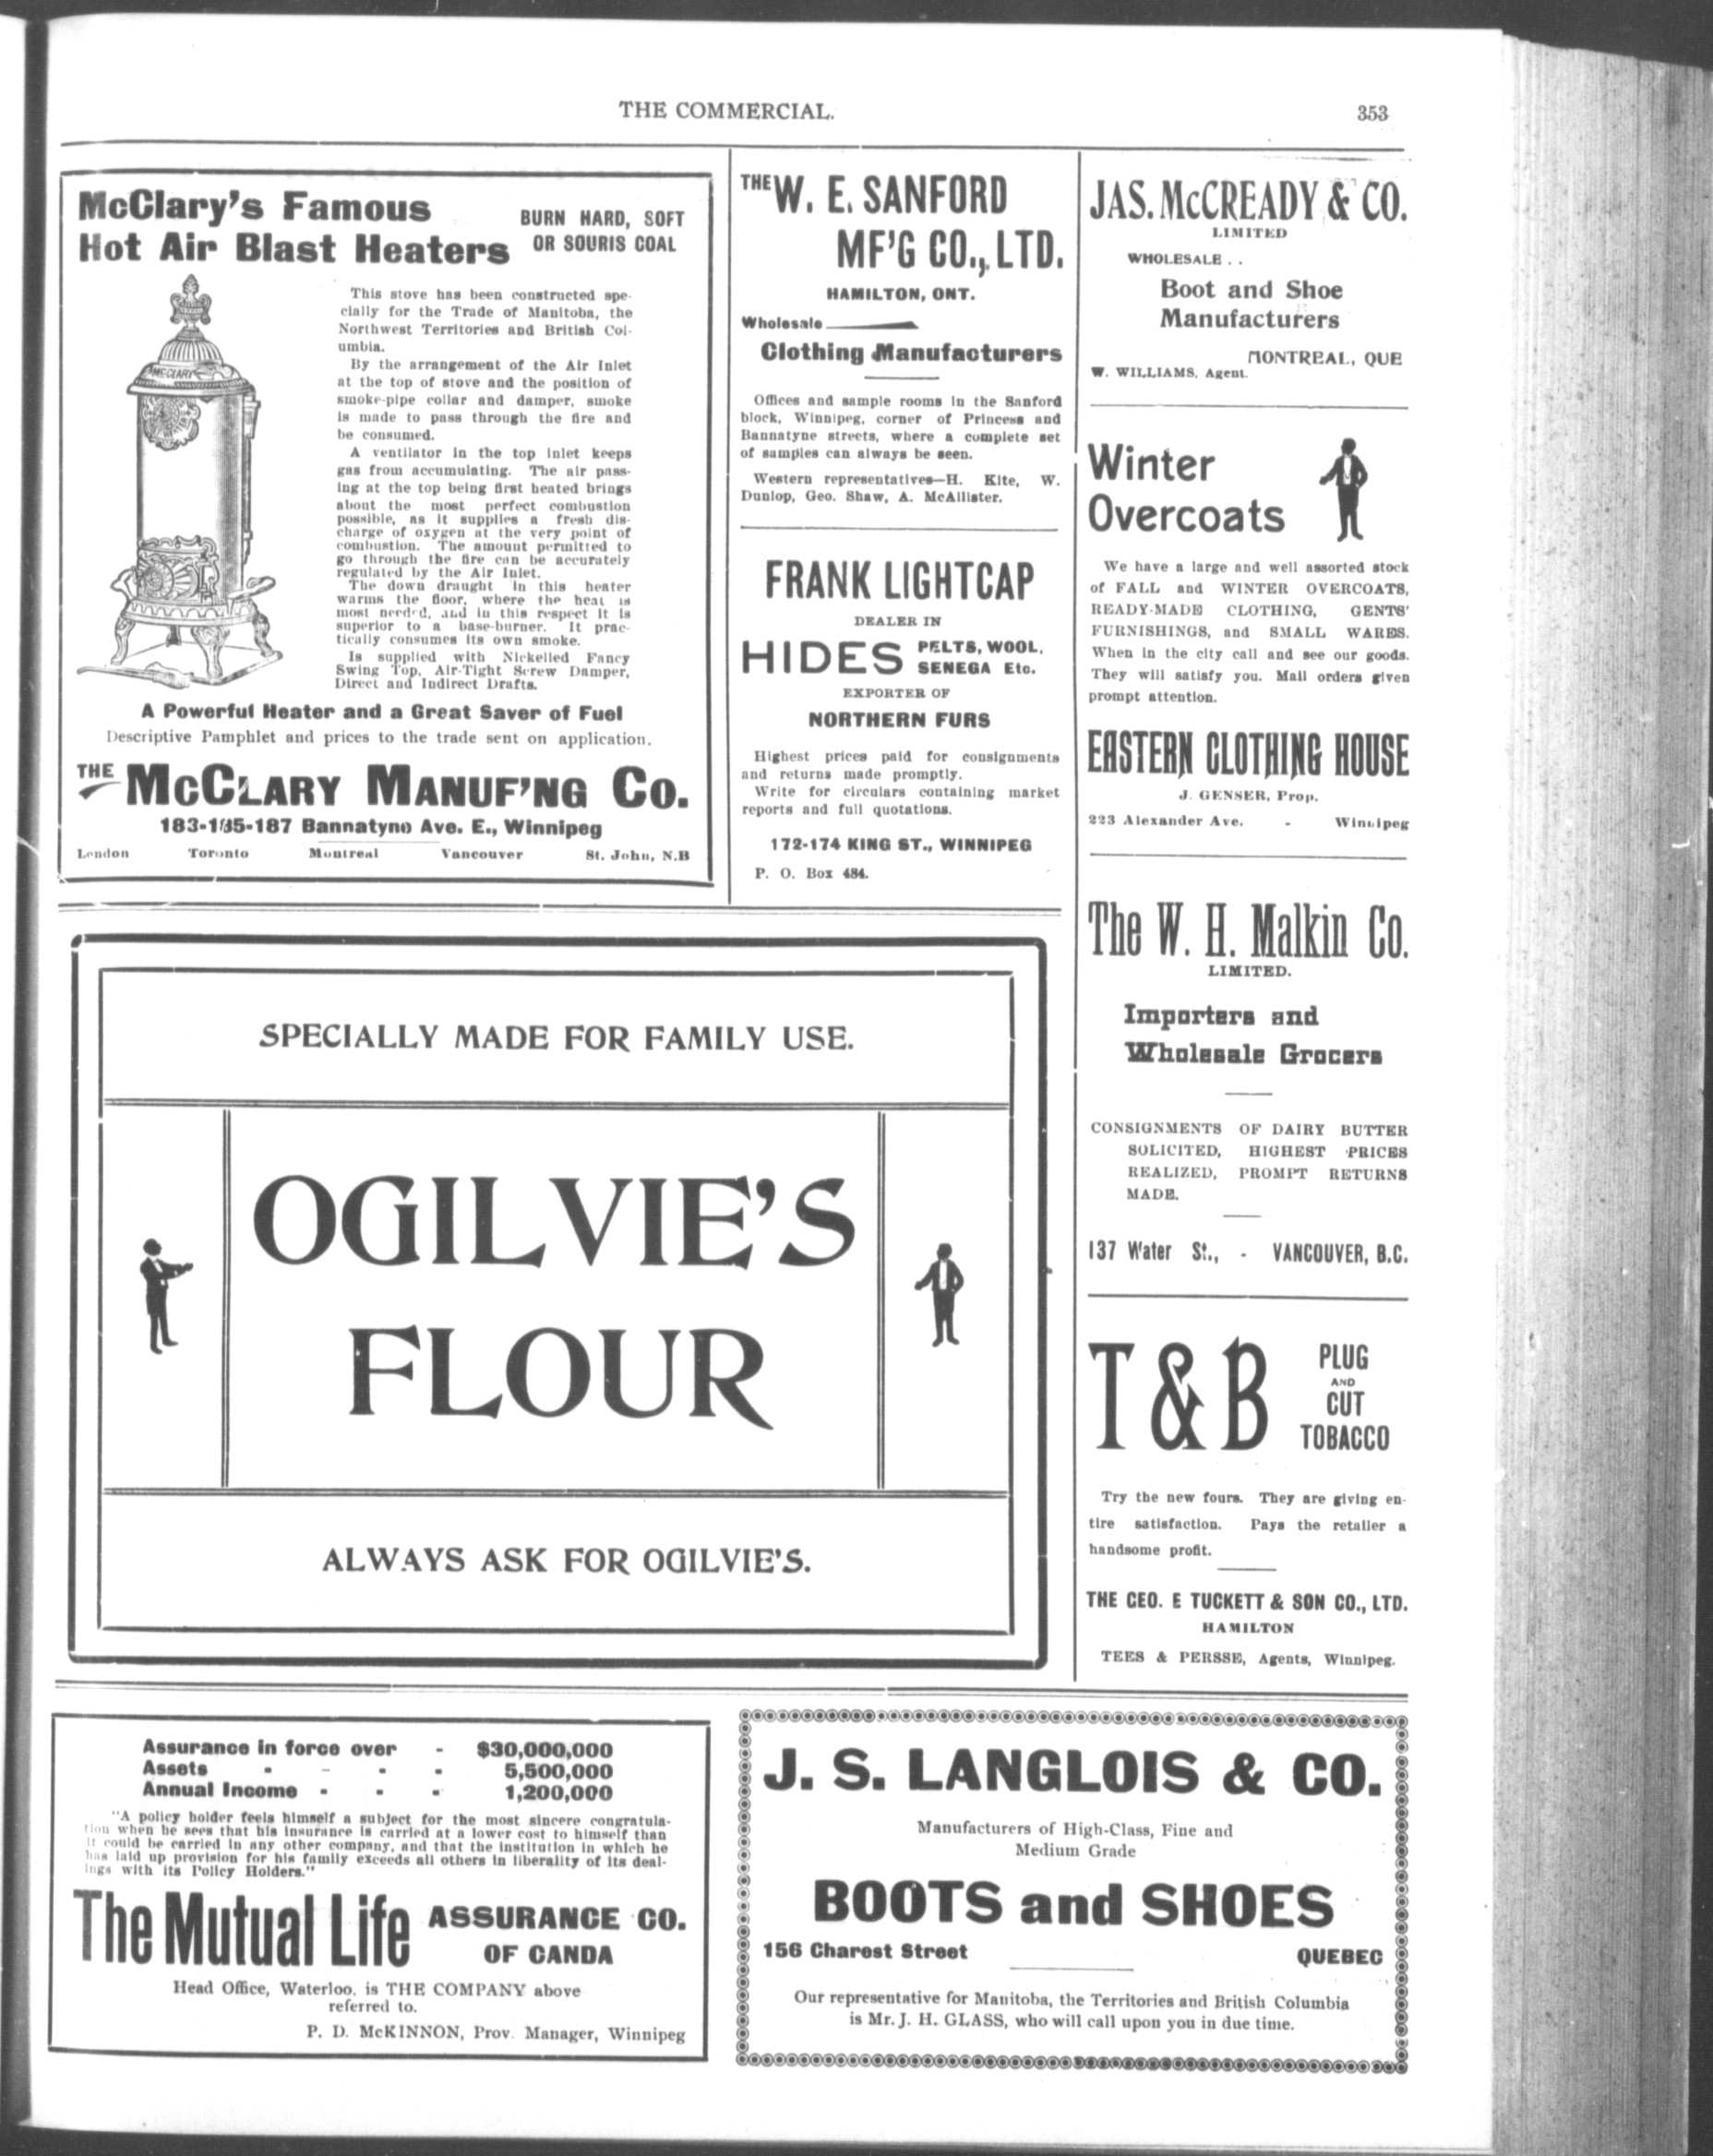 THE COMMERCIAL.
353
McClary's Famous
Hot Air Blast Heaters
BURN HARD, SOFT
OR SOURIS COAL
McCLARY
This stove has been constructed spe-
cially for the Trade of Manitoba, the
Northwest Territories and British Col-
umbia.
By the arrangement of the Air Inlet
at the top of stove and the position of
smoke-pipe collar and damper, smoke
is made to pass through the fire and
be consumed.
A ventilator in the top inlet keeps
gas from accumulating. The air pass-
ing at the top being first heated brings
about the most perfect combustion
possible, as it supplies a fresh dis-
charge of oxygen at the very point of
combustion. The amount permitted to
go through the fire can be accurately
regulated by the Air Inlet.
The down draught in this heater
warms the floor, where the heat is
most needed, and in this respect it is
superior to a base-burner. It prac-
tically consumes its own smoke.
Is supplied with Nickelled Fancy
Swing Top, Air-Tight Screw Damper,
Direct and Indirect Drafts.
A Powerful Heater and a Great Saver of Fuel
Descriptive Pamphlet and prices to the trade sent on application.
THE McCLARY MANUF'NG CO.
183-185-187 Bannatyne Ave. E., Winnipeg
London Toronto Montreal Vancouver St. John, N.B
THE W. E. SANFORD
MF'G CO., LTD.
HAMILTON, ONT.
Wholesale
Clothing Manufacturers
Offices and sample rooms in the Sanford
block, Winnipeg, corner of Princess and
Bannatyne streets, where a complete set
of samples can always be seen.
Western representatives—H. Kite, W.
Dunlop, Geo. Shaw, A. McAllister.
FRANK LIGHTCAP
DEALER IN
HIDES PELTS, WOOL,
SENEGA Etc.
EXPORTER OF
NORTHERN FURS
Highest prices paid for consignments
and returns made promptly.
Write for circulars containing market
reports and full quotations.
172-174 KING ST., WINNIPEG
P. O. Box 484.
JAS. McCREADY & CO.
LIMITED
WHOLESALE . .
Boot and Shoe
Manufacturers
MONTREAL, QUE
W. WILLIAMS, Agent.
Winter
Overcoats
We have a large and well assorted stock
of FALL and WINTER OVERCOATS,
READY-MADE CLOTHING, GENTS'
FURNISHINGS, and SMALL WARES.
When in the city call and see our goods.
They will satisfy you. Mail orders given
prompt attention.
EASTERN CLOTHING HOUSE
J. GENSER, Prop.
223 Alexander Ave. - Winnipeg
The W. H. Malkin Co.
LIMITED.
Importers and
Wholesale Grocers
CONSIGNMENTS OF DAIRY BUTTER
SOLICITED, HIGHEST PRICES
REALIZED, PROMPT RETURNS
MADE.
137 Water St., - VANCOUVER, B.C.
T & B
PLUG
AND
CUT
TOBACCO
Try the new fours. They are giving en-
tire satisfaction. Pays the retailer a
handsome profit.
THE GEO. E TUCKETT & SON CO., LTD.
HAMILTON
TEES & PERSSE, Agents, Winnipeg.
SPECIALLY MADE FOR FAMILY USE.
OGILVIE'S
FLOUR
ALWAYS ASK FOR OGILVIE'S.
Assurance in force over - $30,000,000
Assets - - - - 5,500,000
Annual Income - - - 1,200,000
"A policy holder feels himself a subject for the most sincere congratula-
tion when he sees that his insurance is carried at a lower cost to himself than
it could be carried in any other company, and that the institution in which he
has laid up provision for his family exceeds all others in liberality of its deal-
ings with its Policy Holders."
The Mutual Life ASSURANCE CO.
OF CANDA
Head Office, Waterloo, is THE COMPANY above
referred to.
P. D. McKINNON, Prov. Manager, Winnipeg
J. S. LANGLOIS & CO.
Manufacturers of High-Class, Fine and
Medium Grade
BOOTS and SHOES
156 Charest Street QUEBEC
Our representative for Manitoba, the Territories and British Columbia
is Mr. J. H. GLASS, who will call upon you in due time.